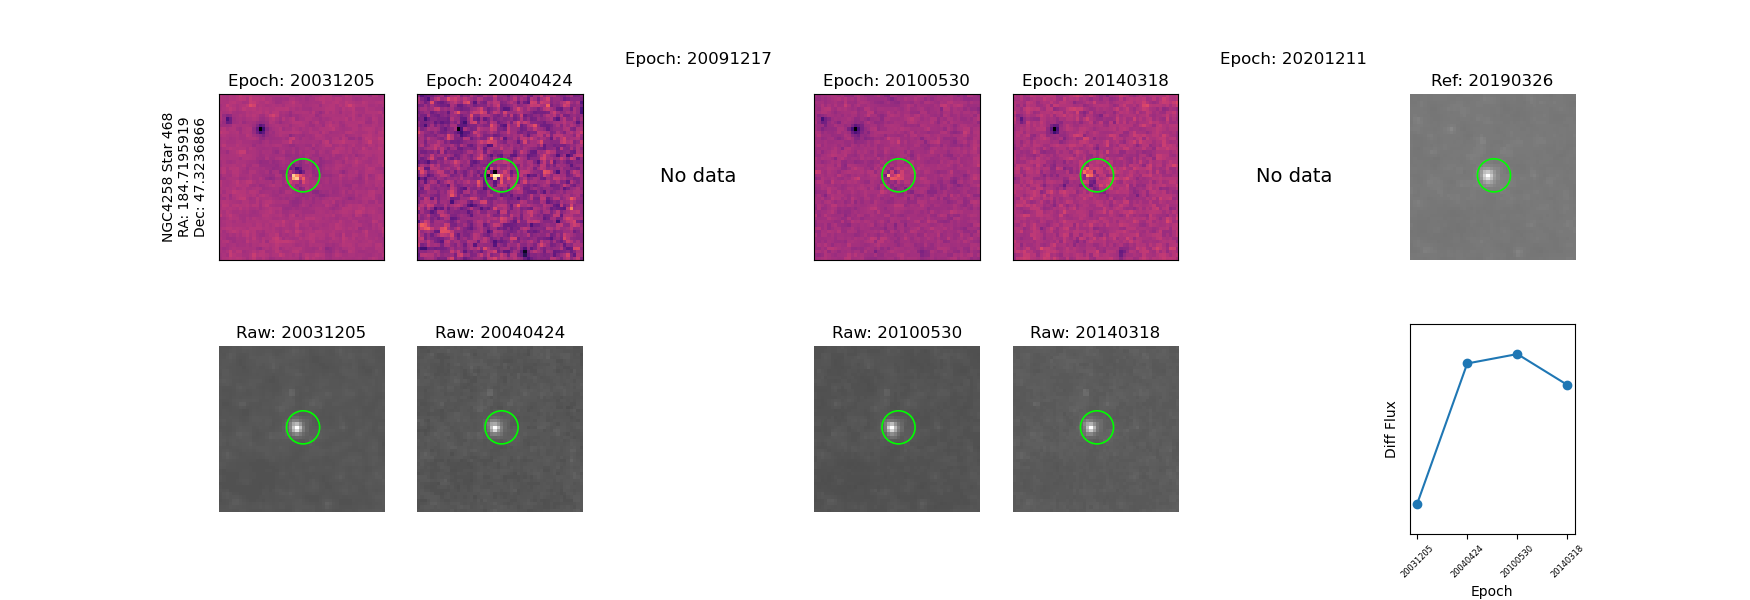 Epoch: 20091217
Epoch: 20201211
Epoch: 20031205
Epoch: 20040424
Epoch: 20100530
Epoch: 20140318
Ref: 20190326
NGC4258 Star 468
RA: 184.7195919
Dec: 47.3236866
No data
No data
Raw: 20031205
Raw: 20040424
Raw: 20100530
Raw: 20140318
Diff Flux
20031205
20040424
20100530
20140318
Epoch